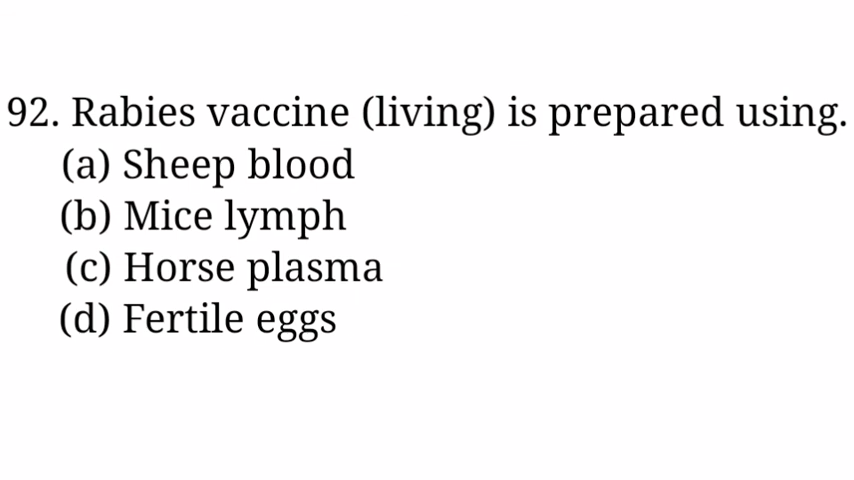 92. Rabies vaccine (living) is prepared using.
(a) Sheep blood
(b) Mice lymph
(c) Horse plasma
(d) Fertile eggs